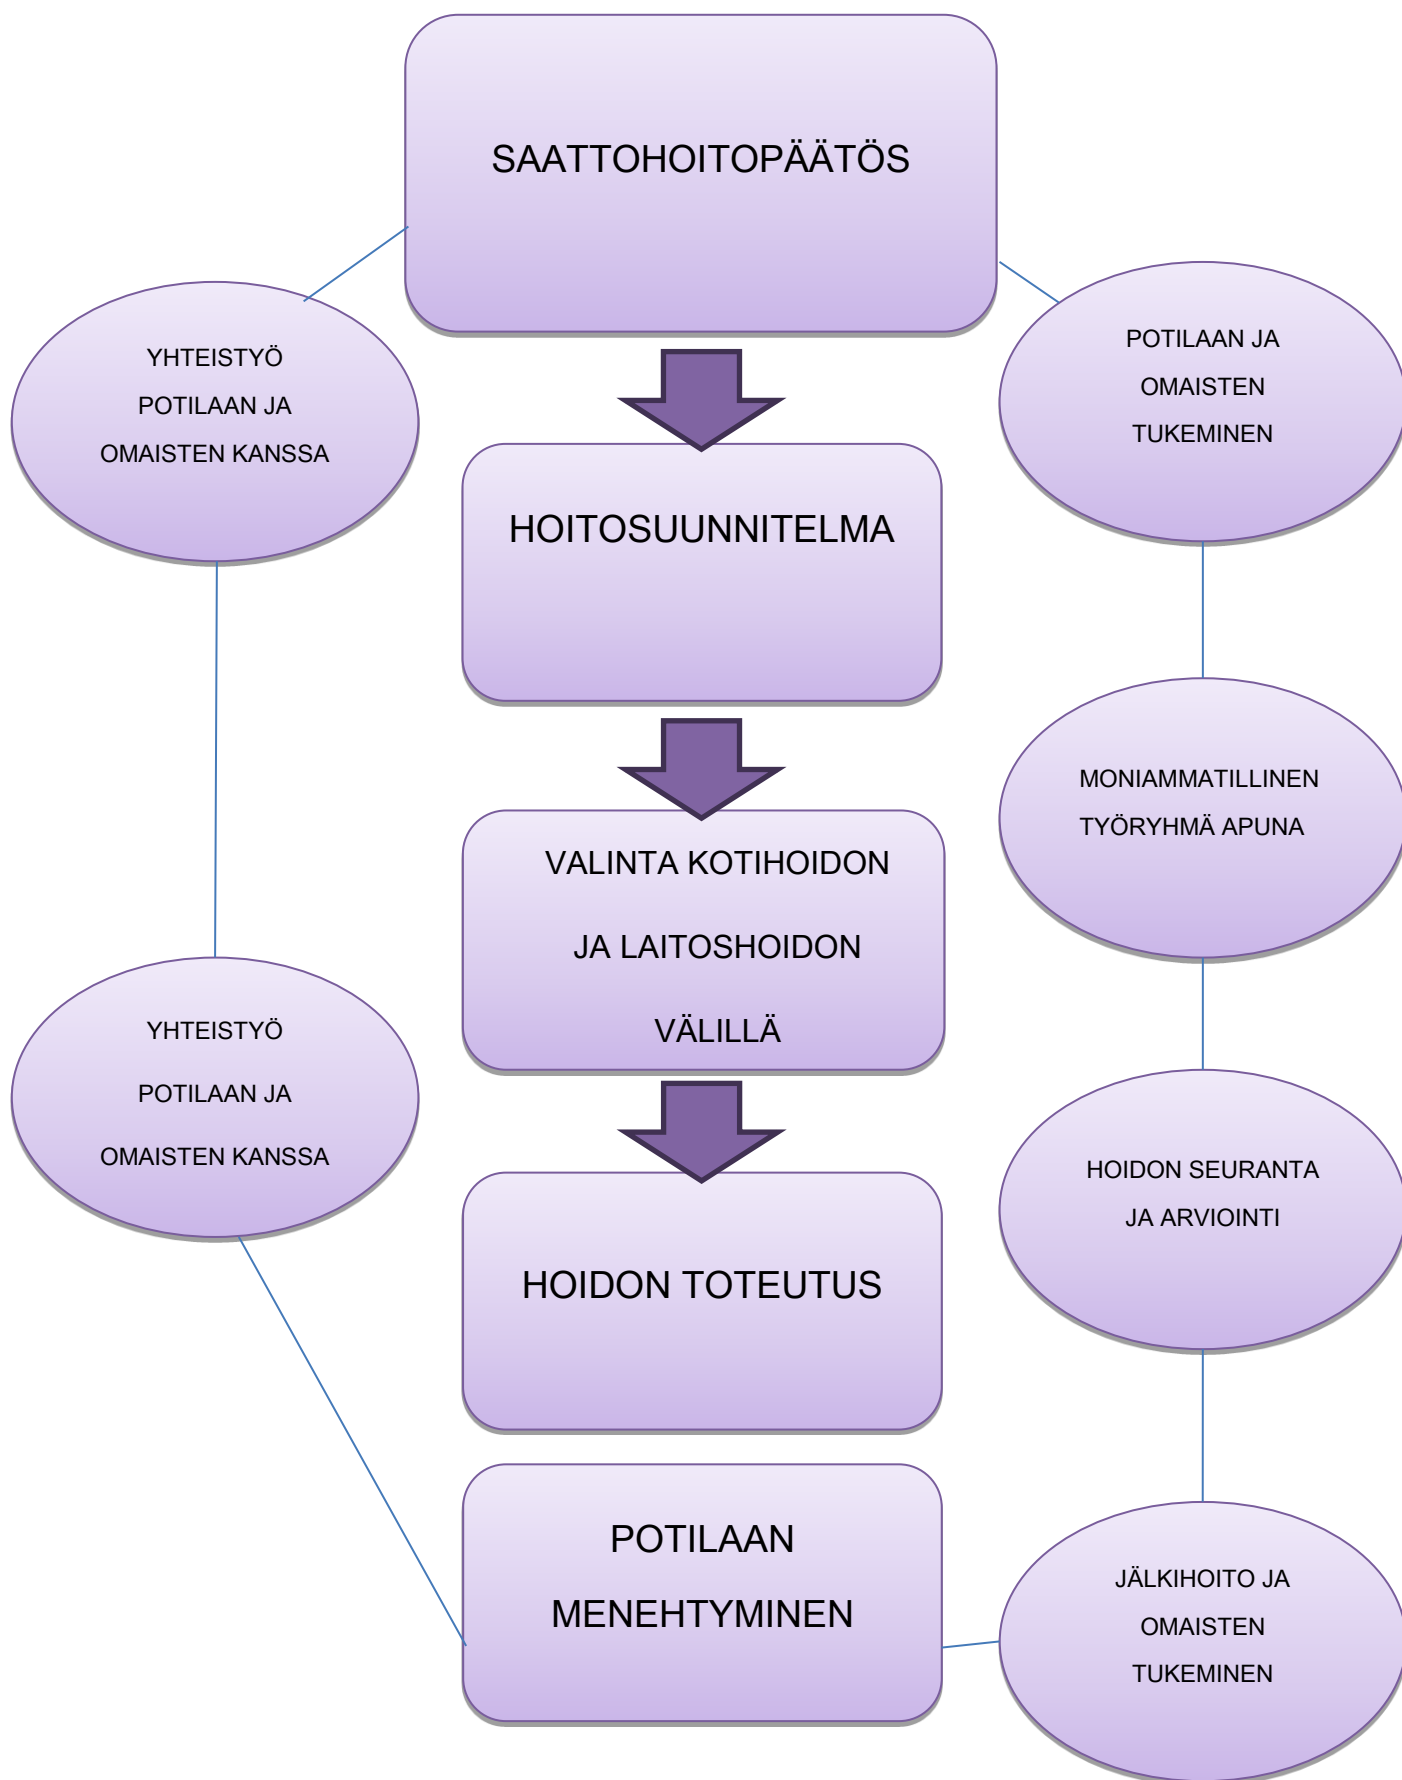 SAATTOHOITOPÄÄTÖS
YHTEISTYÖ
POTILAAN JA
OMAISTEN KANSSA
POTILAAN JA
OMAISTEN
TUKEMINEN
HOITOSUUNNITELMA
MONIAMMATILLINEN
TYÖRYHMÄ APUNA
VALINTA KOTIHOIDON
JA LAITOSHOIDON
VÄLILLÄ
YHTEISTYÖ
POTILAAN JA
OMAISTEN KANSSA
HOIDON SEURANTA
JA ARVIOINTI
HOIDON TOTEUTUS
POTILAAN
MENEHTYMINEN
JÄLKIHOITO JA
OMAISTEN
TUKEMINEN